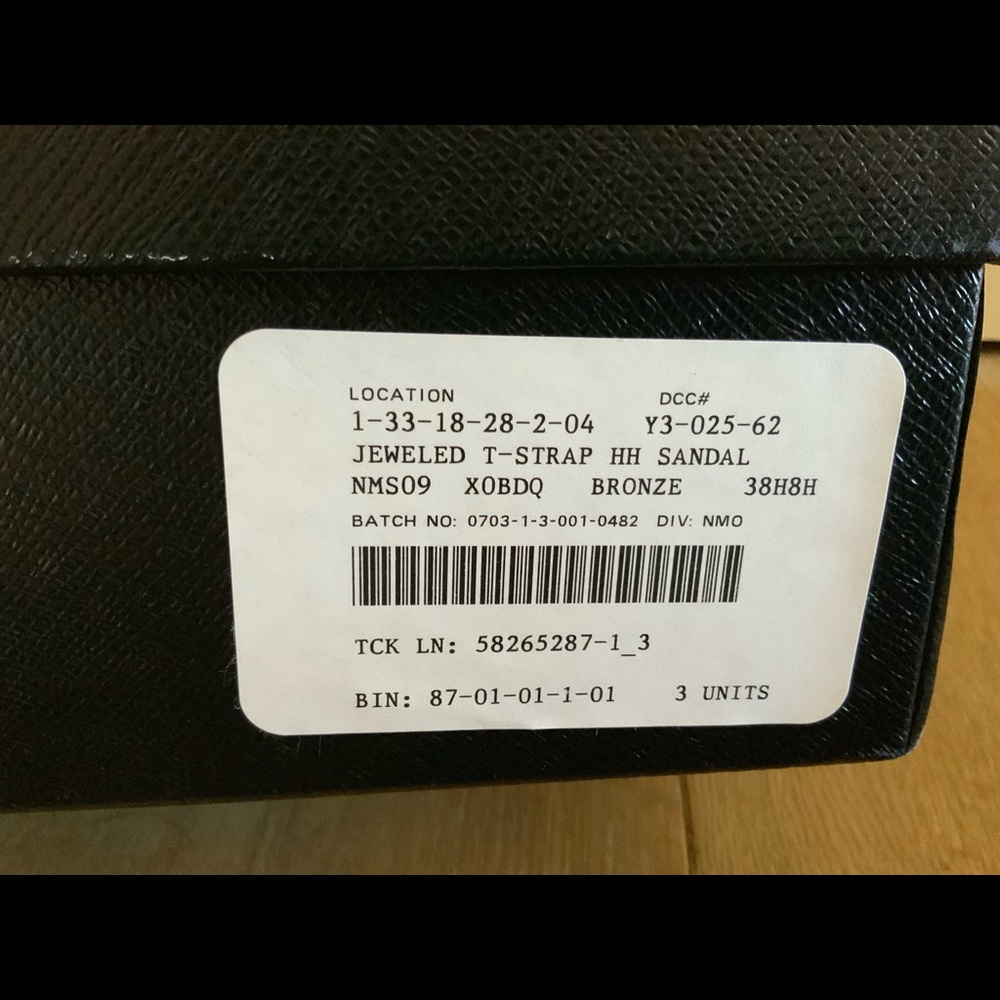 LOCATION DCC#
1-33-18-28-2-04 Y3-025-62
JEWELED T-STRAP HH SANDAL
NMS09 X0BDQ BRONZE 38H8H
BATCH NO: 0703-1-3-001-0482 DIV: NMO
TCK LN: 58265287-1_3
BIN: 87-01-01-1-01 3 UNITS